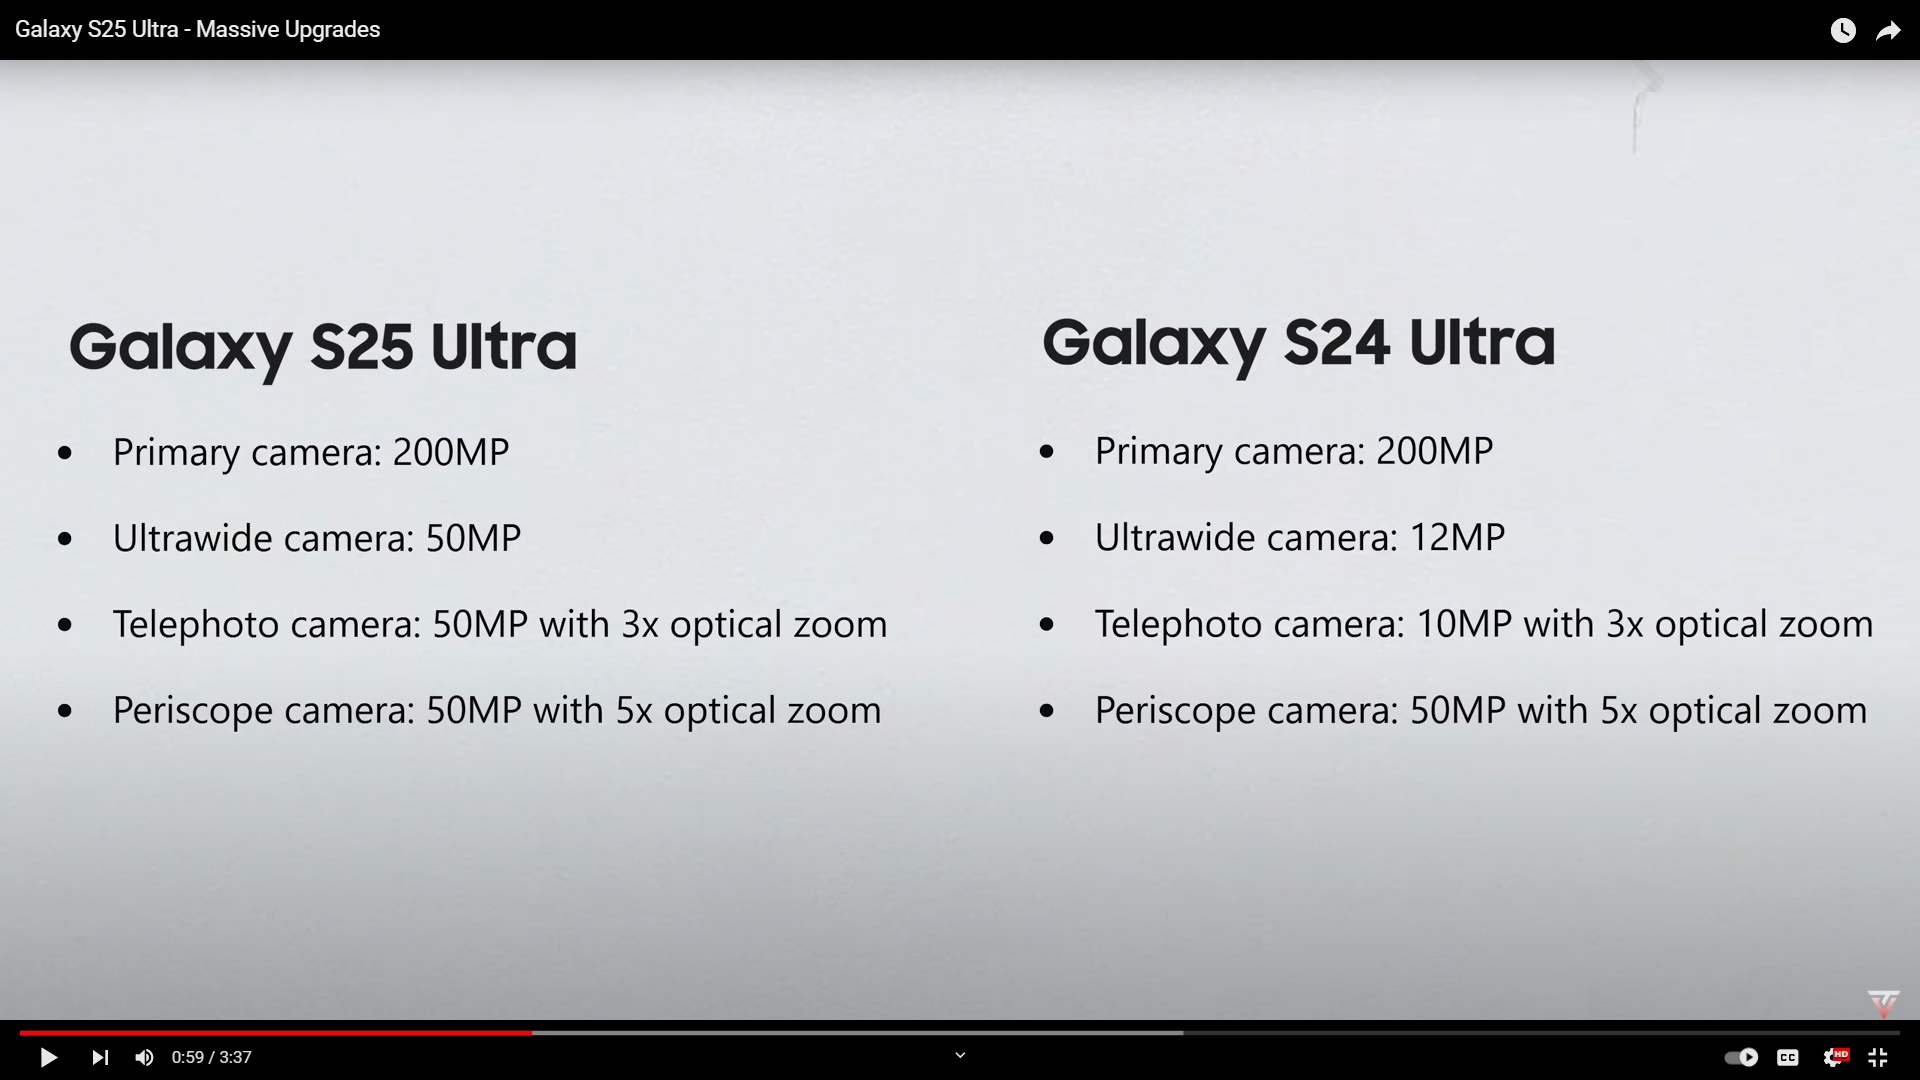 Galaxy S25 Ultra - Massive Upgrades
Galaxy S25 Ultra
• Primary camera: 200MP
• Ultrawide camera: 50MP
• Telephoto camera: 50MP with 3x optical zoom
• Periscope camera: 50MP with 5x optical zoom
Galaxy S24 Ultra
• Primary camera: 200MP
• Ultrawide camera: 12MP
• Telephoto camera: 10MP with 3x optical zoom
• Periscope camera: 50MP with 5x optical zoom
0:59 / 3:37
CC
HD